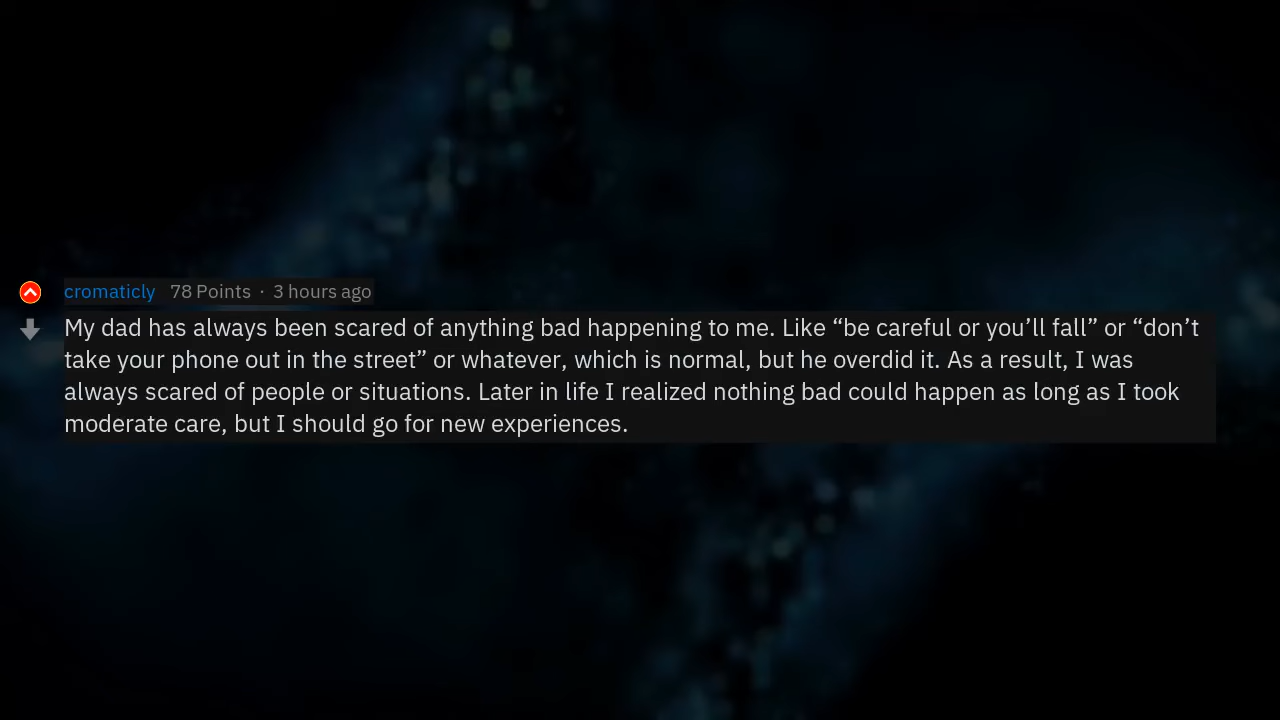 cromaticly 78 Points · 3 hours ago
My dad has always been scared of anything bad happening to me. Like “be careful or you’ll fall” or “don’t
take your phone out in the street” or whatever, which is normal, but he overdid it. As a result, I was
always scared of people or situations. Later in life I realized nothing bad could happen as long as I took
moderate care, but I should go for new experiences.